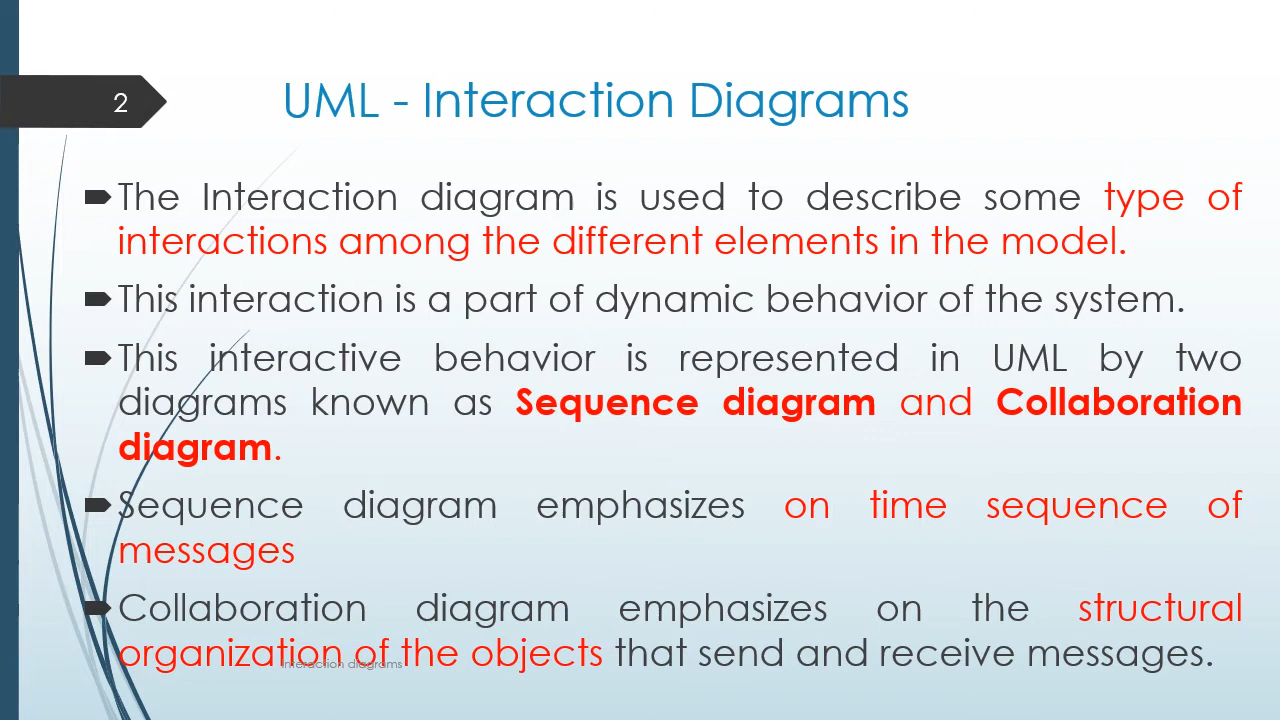 2
UML - Interaction Diagrams
The Interaction diagram is used to describe some type of
interactions among the different elements in the model.
This interaction is a part of dynamic behavior of the system.
This interactive behavior is represented in UML by two
diagrams known as Sequence diagram and Collaboration
diagram.
Sequence diagram emphasizes on time sequence of
messages
Collaboration diagram emphasizes on the structural
organization of the objects that send and receive messages.
Interaction diagrams